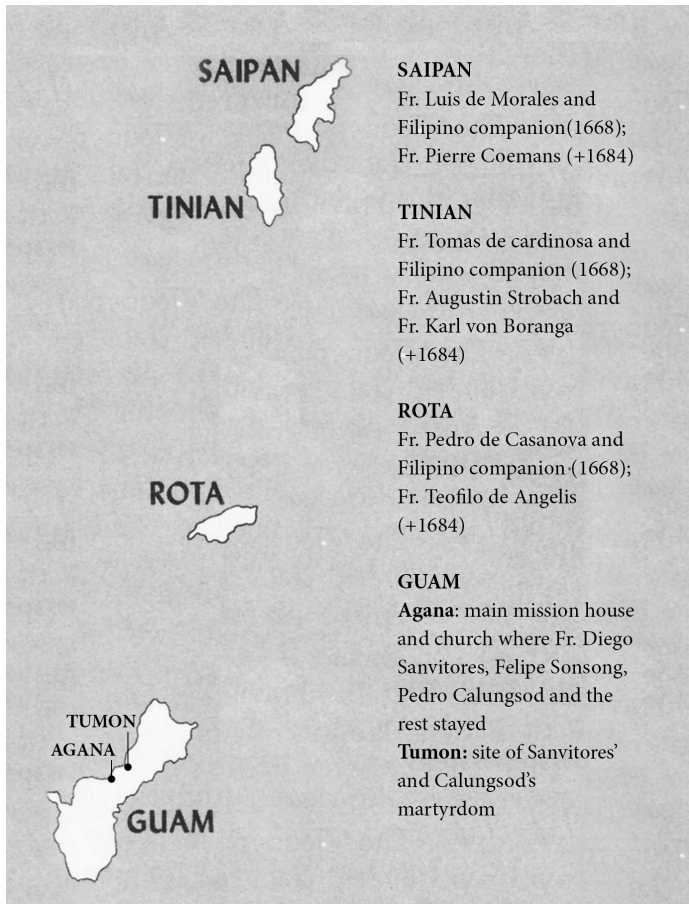 SAIPAN
TINIAN
ROTA
TUMON
AGANA
GUAM
SAIPAN
Fr. Luis de Morales and
Filipino companion(1668);
Fr. Pierre Coemans (+1684)
TINIAN
Fr. Tomas de cardinosa and
Filipino companion (1668);
Fr. Augustin Strobach and
Fr. Karl von Boranga
(+1684)
ROTA
Fr. Pedro de Casanova and
Filipino companion (1668);
Fr. Teofilo de Angelis
(+1684)
GUAM
Agana: main mission house
and church where Fr. Diego
Sanvitores, Felipe Sonsong,
Pedro Calungsod and the
rest stayed
Tumon: site of Sanvitores’
and Calungsod’s
martyrdom